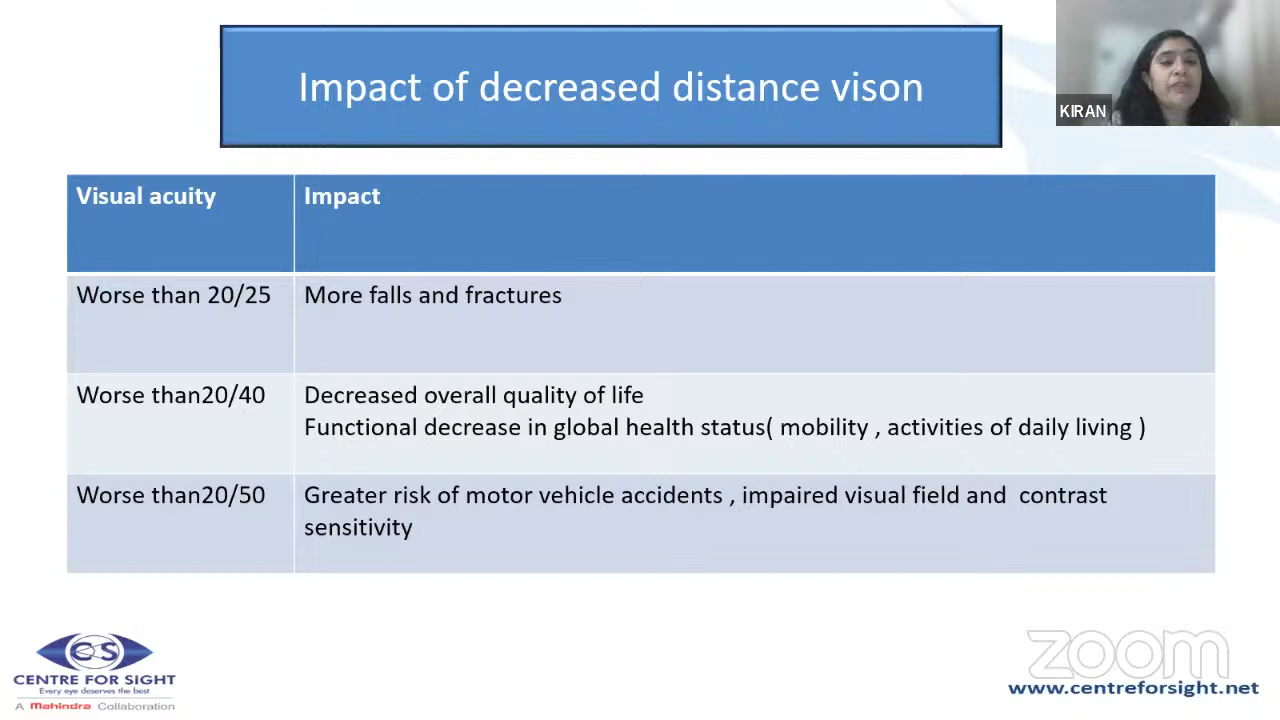 Impact of decreased distance vison
KIRAN
Visual acuity
Impact
Worse than 20/25
More falls and fractures
Worse than20/40
Decreased overall quality of life
Functional decrease in global health status( mobility , activities of daily living )
Worse than20/50
Greater risk of motor vehicle accidents , impaired visual field and contrast
sensitivity
CS
CENTRE FOR SIGHT
Every eye deserves the best
A Mahindra Collaboration
zoom
www.centreforsight.net